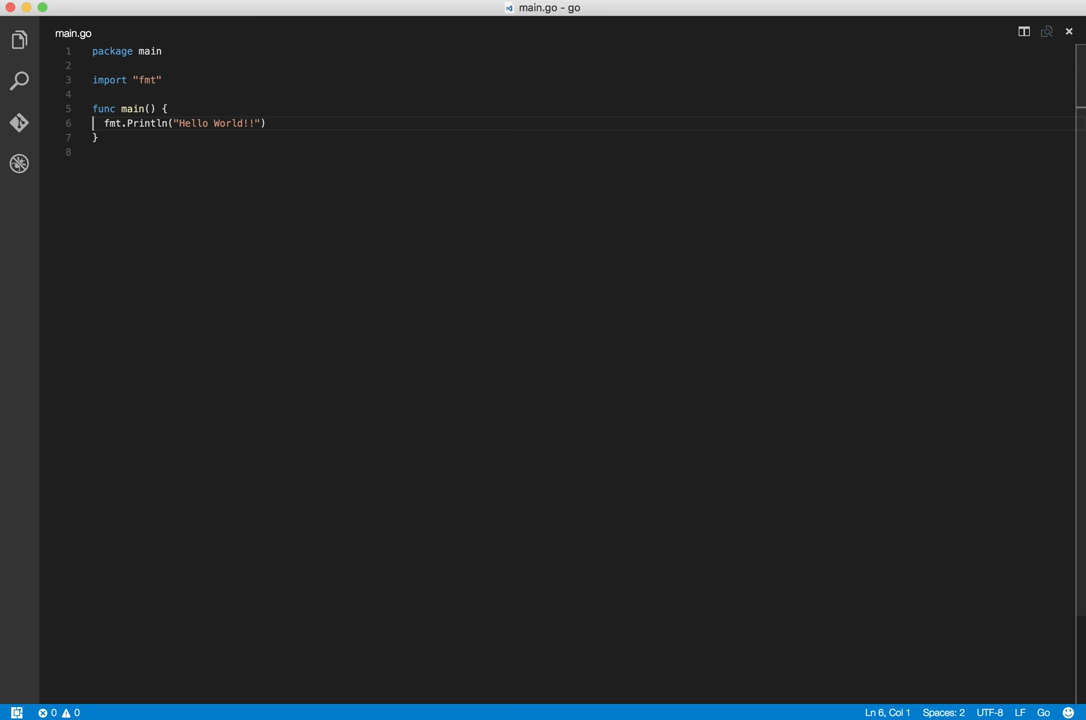 main.go - go
main.go
1 package main
2
3 import "fmt"
4
5 func main() {
6   fmt.Println("Hello World!!")
7 }
8
0 0 Ln 6, Col 1 Spaces: 2 UTF-8 LF Go